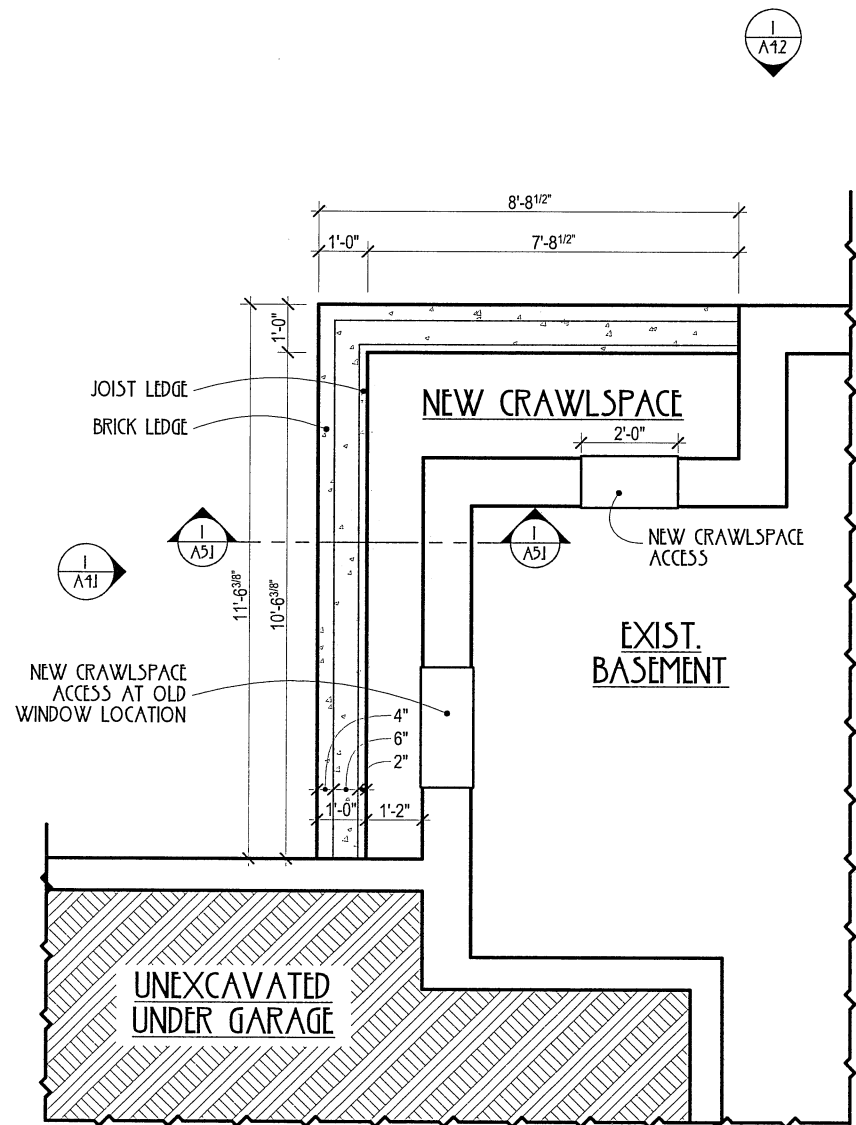 1
A4.2
8'-8 1/2"
1'-0"
7'-8 1/2"
1'-0"
JOIST LEDGE
BRICK LEDGE
NEW CRAWLSPACE
2'-0"
1
A5.1
1
A5.1
NEW CRAWLSPACE
ACCESS
1
A4.1
11'-6 3/8"
10'-6 3/8"
EXIST.
BASEMENT
NEW CRAWLSPACE
ACCESS AT OLD
WINDOW LOCATION
4"
6"
2"
1'-0"
1'-2"
UNEXCAVATED
UNDER GARAGE